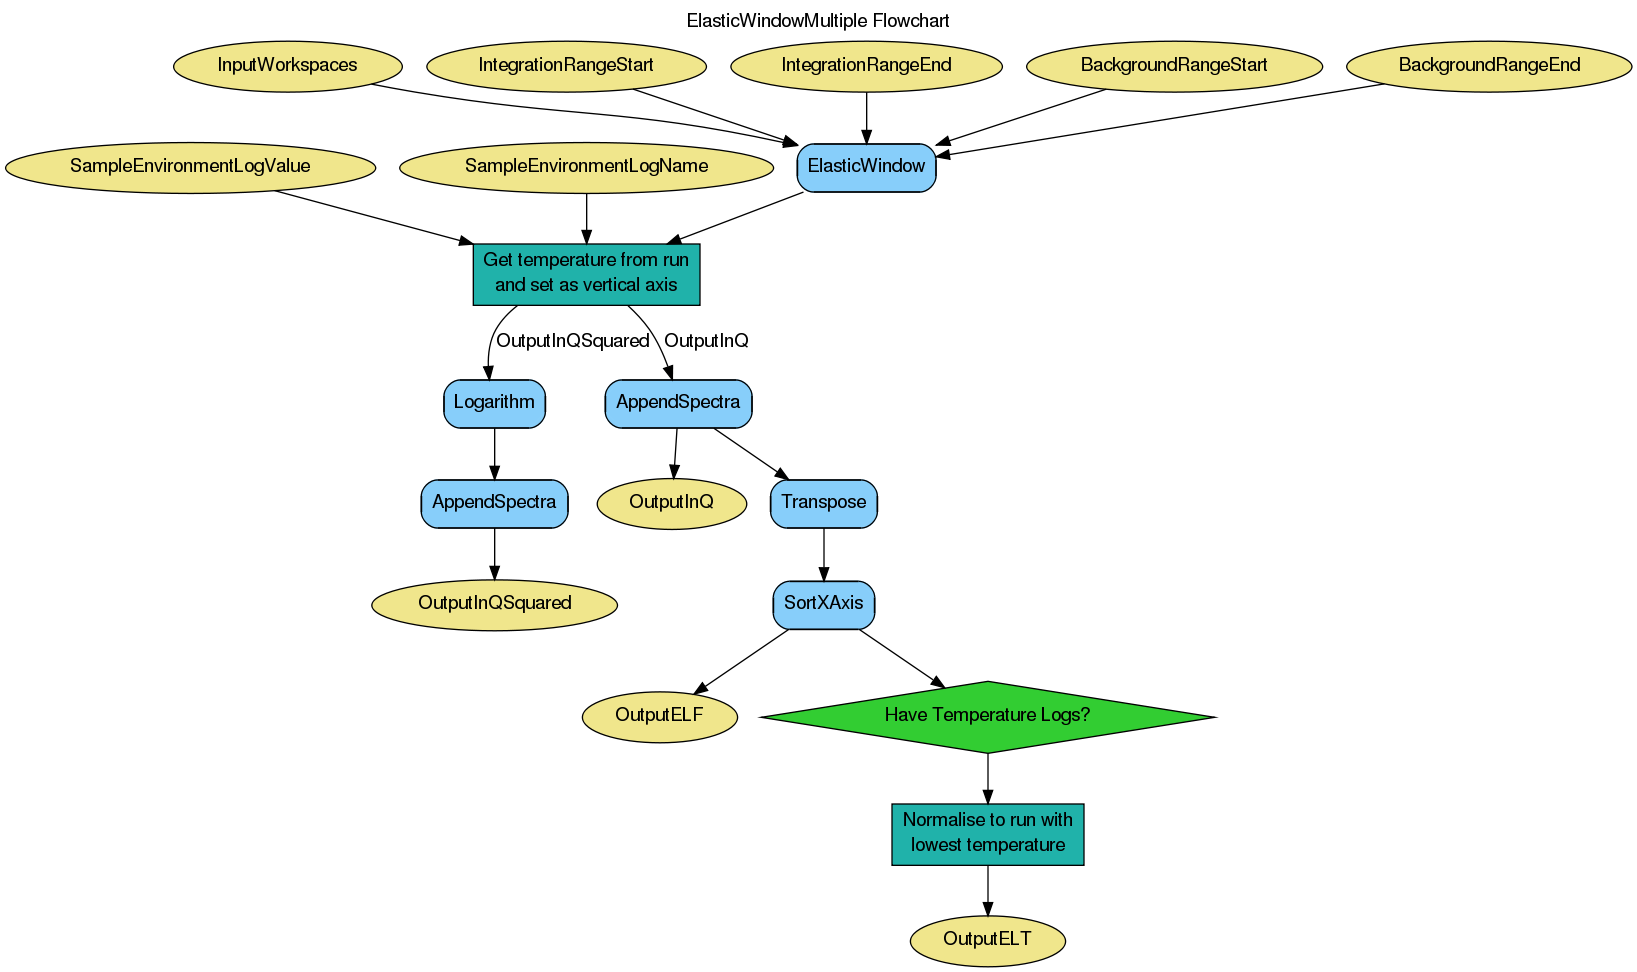 ElasticWindowMultiple Flowchart
InputWorkspaces
IntegrationRangeStart
IntegrationRangeEnd
BackgroundRangeStart
BackgroundRangeEnd
SampleEnvironmentLogValue
SampleEnvironmentLogName
ElasticWindow
Get temperature from run
and set as vertical axis
OutputInQSquared
OutputInQ
Logarithm
AppendSpectra
AppendSpectra
OutputInQ
Transpose
OutputInQSquared
SortXAxis
OutputELF
Have Temperature Logs?
Normalise to run with
lowest temperature
OutputELT